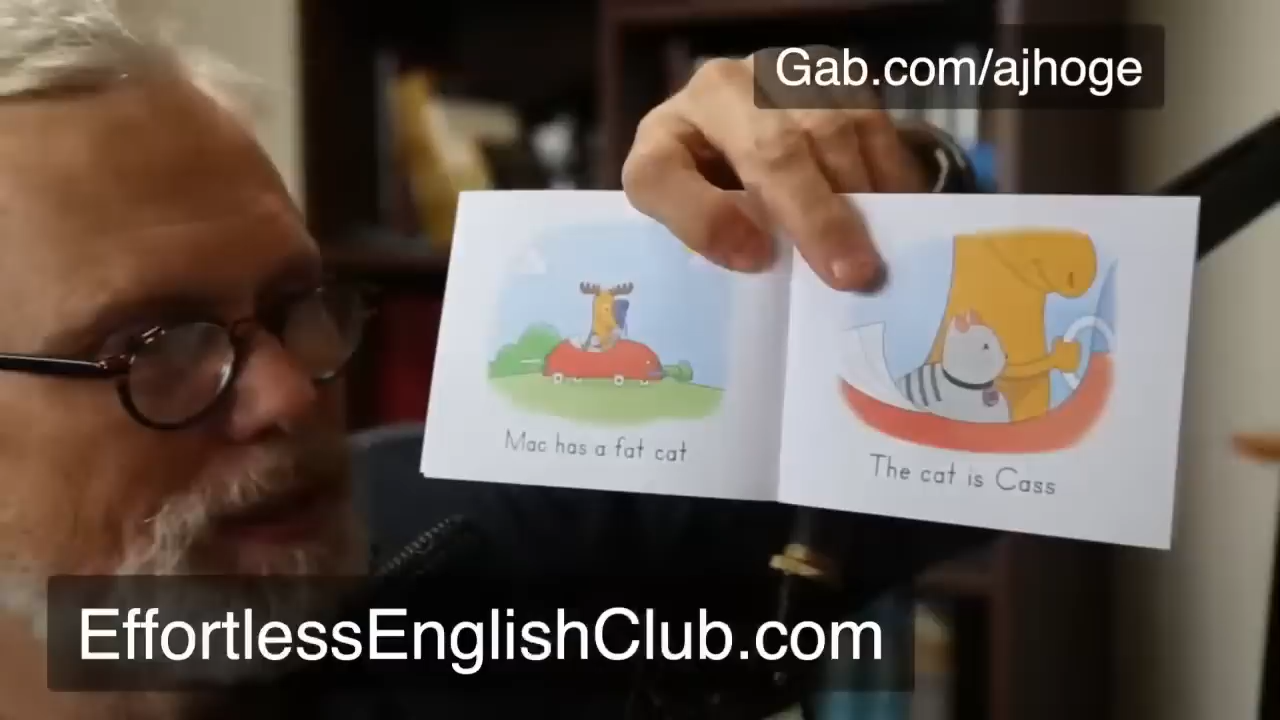 Gab.com/ajhoge
Mac has a fat cat
The cat is Cass
EffortlessEnglishClub.com